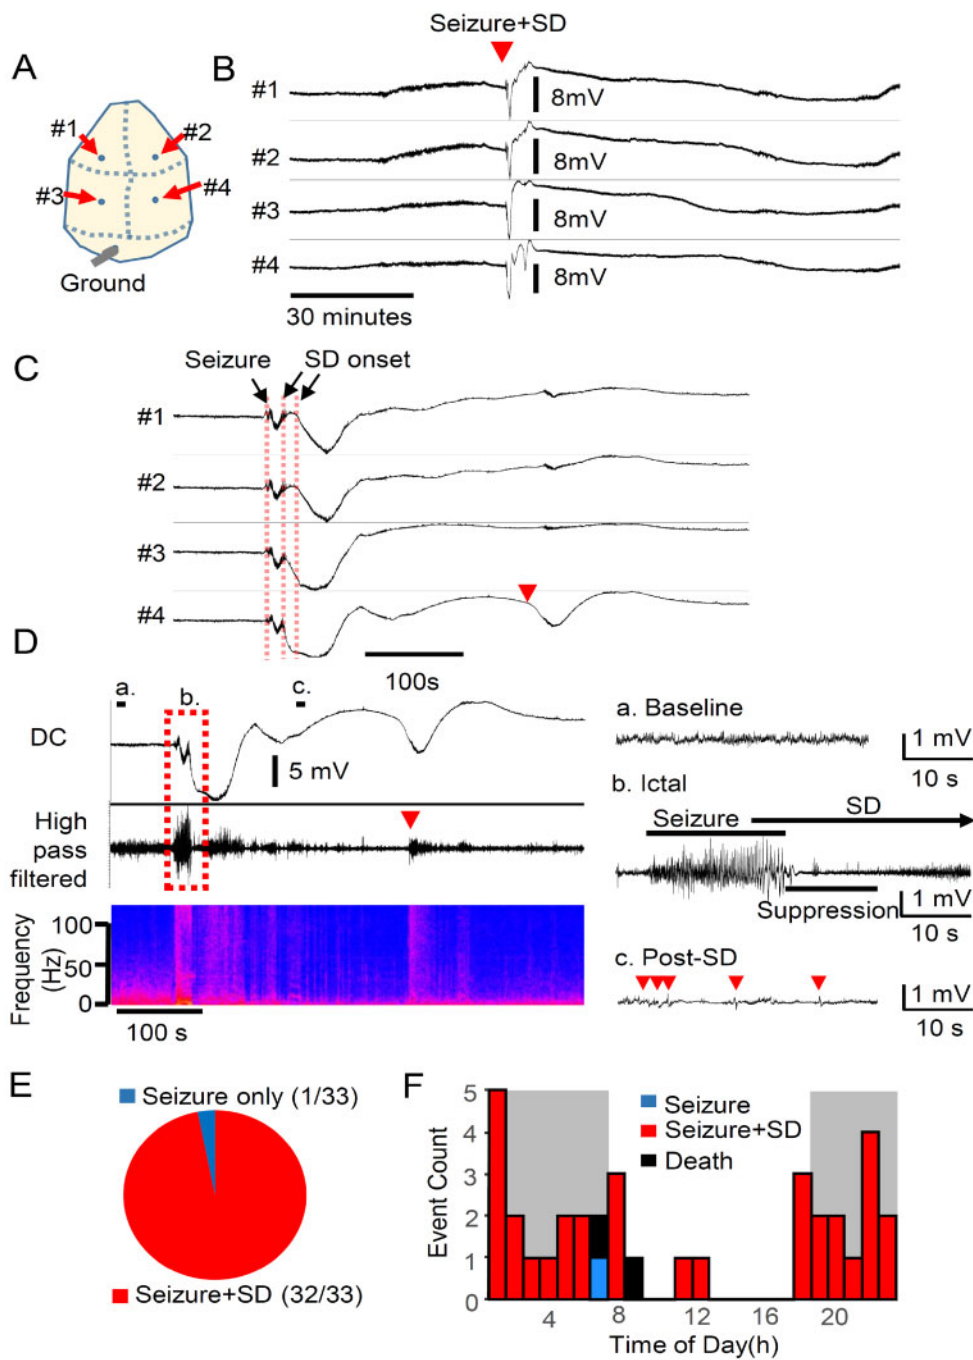 A
#1
#2
#3
#4
Ground
B
Seizure+SD
#1
8mV
#2
8mV
#3
8mV
#4
8mV
30 minutes
C
Seizure
SD onset
#1
#2
#3
#4
100s
D
a.
b.
c.
DC
5 mV
High
pass
filtered
Frequency
(Hz)
100
50
0
100 s
a. Baseline
1 mV
10 s
b. Ictal
Seizure
SD
Suppression
1 mV
10 s
c. Post-SD
1 mV
10 s
E
Seizure only (1/33)
Seizure+SD (32/33)
F
Event Count
5
4
3
2
1
0
Seizure
Seizure+SD
Death
4
8
12
16
20
Time of Day(h)